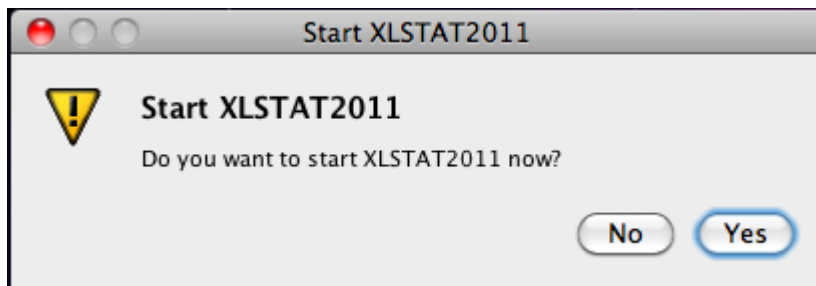 Start XLSTAT2011
Start XLSTAT2011
Do you want to start XLSTAT2011 now?
No Yes